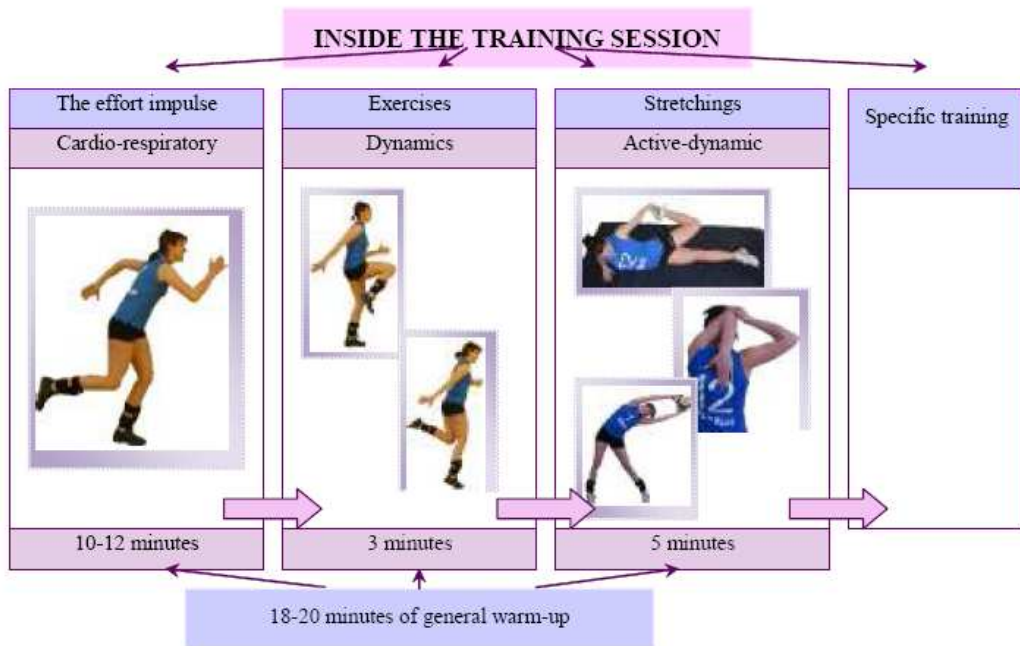 INSIDE THE TRAINING SESSION
The effort impulse
Cardio-respiratory
10-12 minutes
Exercises
Dynamics
3 minutes
Stretchings
Active-dynamic
2
5 minutes
Specific training
18-20 minutes of general warm-up